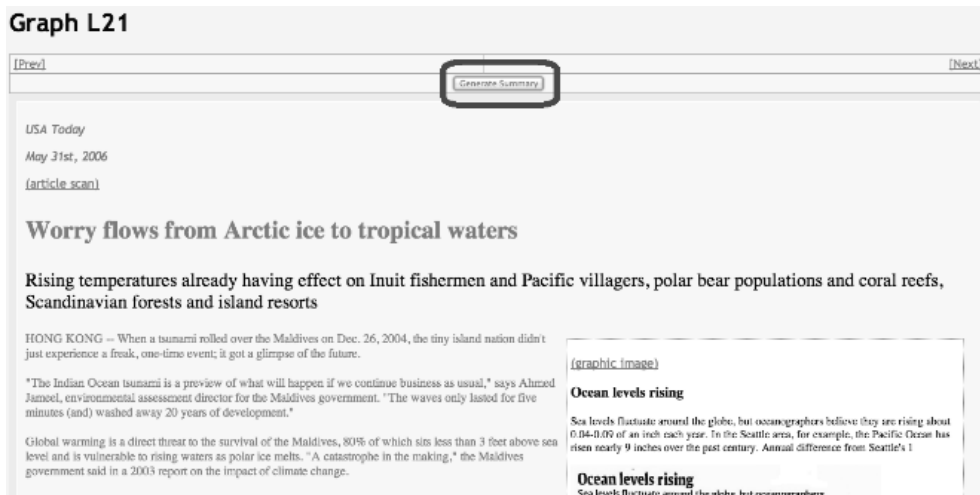 Graph L21
[Prev]
[Next]
Generate Summary
USA Today
May 31st, 2006
(article scan)
Worry flows from Arctic ice to tropical waters
Rising temperatures already having effect on Inuit fishermen and Pacific villagers, polar bear populations and coral reefs,
Scandinavian forests and island resorts
HONG KONG -- When a tsunami rolled over the Maldives on Dec. 26, 2004, the tiny island nation didn't
just experience a freak, one-time event; it got a glimpse of the future.
"The Indian Ocean tsunami is a preview of what will happen if we continue business as usual," says Ahmed
Jameel, environmental assessment director for the Maldives government. "The waves only lasted for five
minutes (and) washed away 20 years of development."
Global warming is a direct threat to the survival of the Maldives, 80% of which sits less than 3 feet above sea
level and is vulnerable to rising waters as polar ice melts. "A catastrophe in the making," the Maldives
government said in a 2003 report on the impact of climate change.
(graphic image)
Ocean levels rising
Sea levels fluctuate around the globe, but oceanographers believe they are rising about
0.04-0.09 of an inch each year. In the Seattle area, for example, the Pacific Ocean has
risen nearly 9 inches over the past century. Annual difference from Seattle's 1
Ocean levels rising
Sea levels fluctuate around the globe, but oceanographers